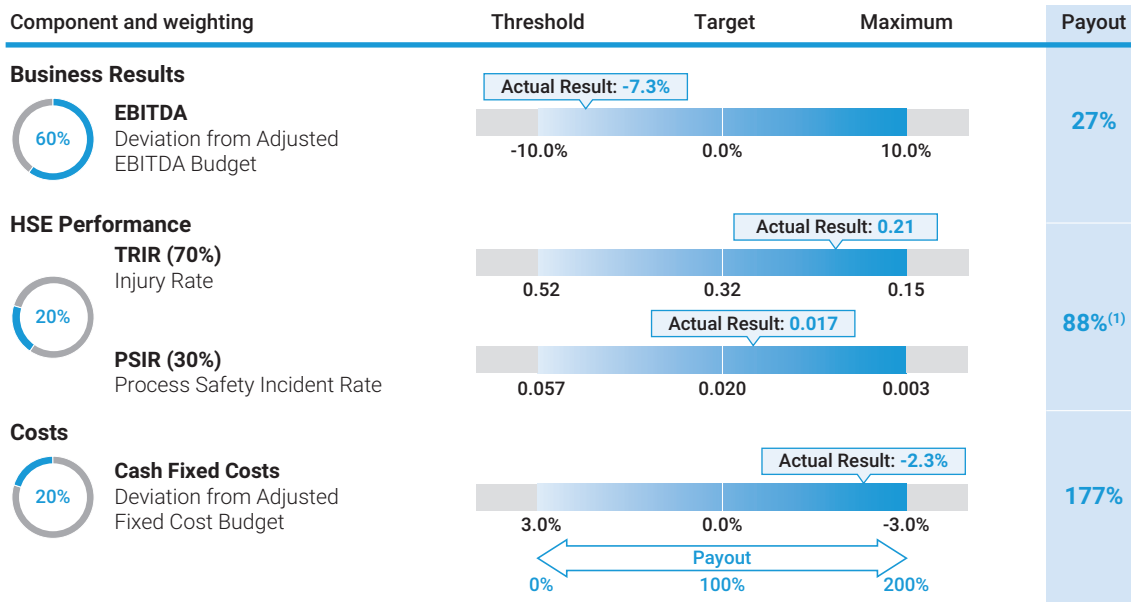 Component and weighting Threshold Target Maximum Payout
Business Results
Actual Result: -7.3%
EBITDA
60% Deviation from Adjusted EBITDA Budget
-10.0% 0.0% 10.0%
27%
HSE Performance
Actual Result: 0.21
TRIR (70%)
Injury Rate
0.52 0.32 0.15
20%
Actual Result: 0.017
88%(1)
PSIR (30%)
Process Safety Incident Rate
0.057 0.020 0.003
Costs
Actual Result: -2.3%
Cash Fixed Costs
20% Deviation from Adjusted
Fixed Cost Budget
3.0% 0.0% -3.0%
177%
Payout
0% 100% 200%